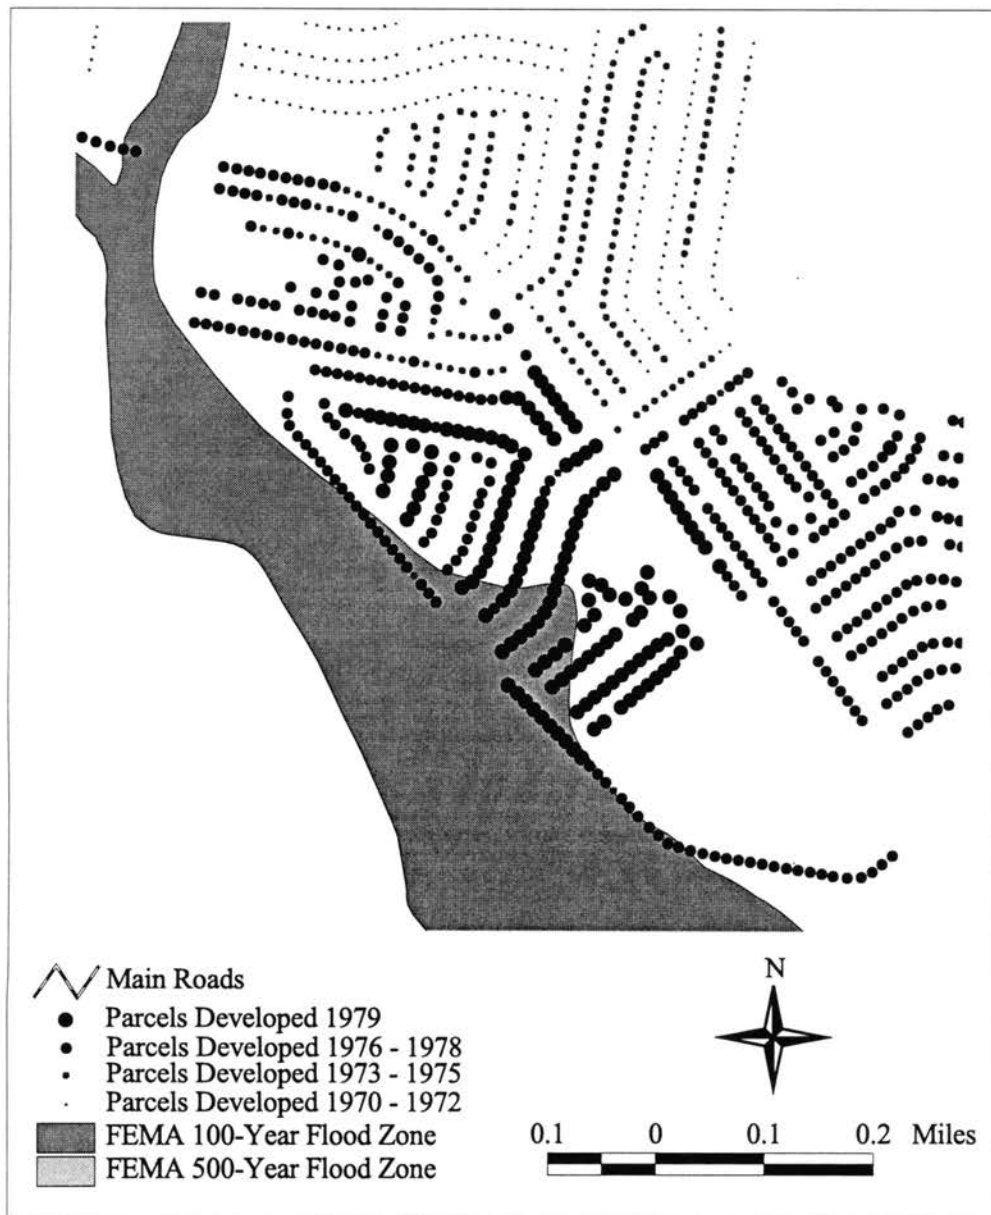 Main Roads
Parcels Developed 1979
Parcels Developed 1976 - 1978
Parcels Developed 1973 - 1975
Parcels Developed 1970 - 1972
FEMA 100-Year Flood Zone
FEMA 500-Year Flood Zone
N
0.1 0 0.1 0.2 Miles